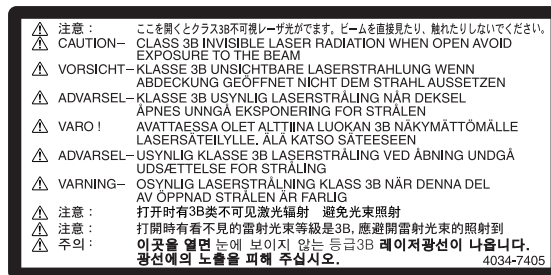 注意： ここを開くとクラス3B不可視レーザ光がでます。ビームを直接見たり、触れたりしないでください。
CAUTION– CLASS 3B INVISIBLE LASER RADIATION WHEN OPEN AVOID
EXPOSURE TO THE BEAM
VORSICHT– KLASSE 3B UNSICHTBARE LASERSTRAHLUNG WENN
ABDECKUNG GEÖFFNET NICHT DEM STRAHL AUSSETZEN
ADVARSEL– KLASSE 3B USYNLIG LASERSTRÅLING NÅR DEKSEL
ÅPNES UNNGÅ EKSPONERING FOR STRÅLEN
VARO ! AVATTAESSA OLET ALTTIINA LUOKAN 3B NÄKYMÄTTÖMÄLLE
LASERSÄTEILYLLE. ÄLÄ KATSO SÄTEESEEN
ADVARSEL– USYNLIG KLASSE 3B LASERSTRÅLING VED ÅBNING UNDGÅ
UDSÆTTELSE FOR STRÅLING
VARNING– OSYNLIG LASERSTRÅLNING KLASS 3B NÄR DENNA DEL
AV ÖPPNAD STRÅLEN ÄR FARLIG
注意： 打开时有3B类不可见激光辐射 避免光束照射
注意： 打開時有看不見的雷射光束等級是3B, 應避開雷射光束的照射到
주의： 이곳을 열면 눈에 보이지 않는 등급3B 레이저광선이 나옵니다.
광선에의 노출을 피해 주십시오.
4034-7405